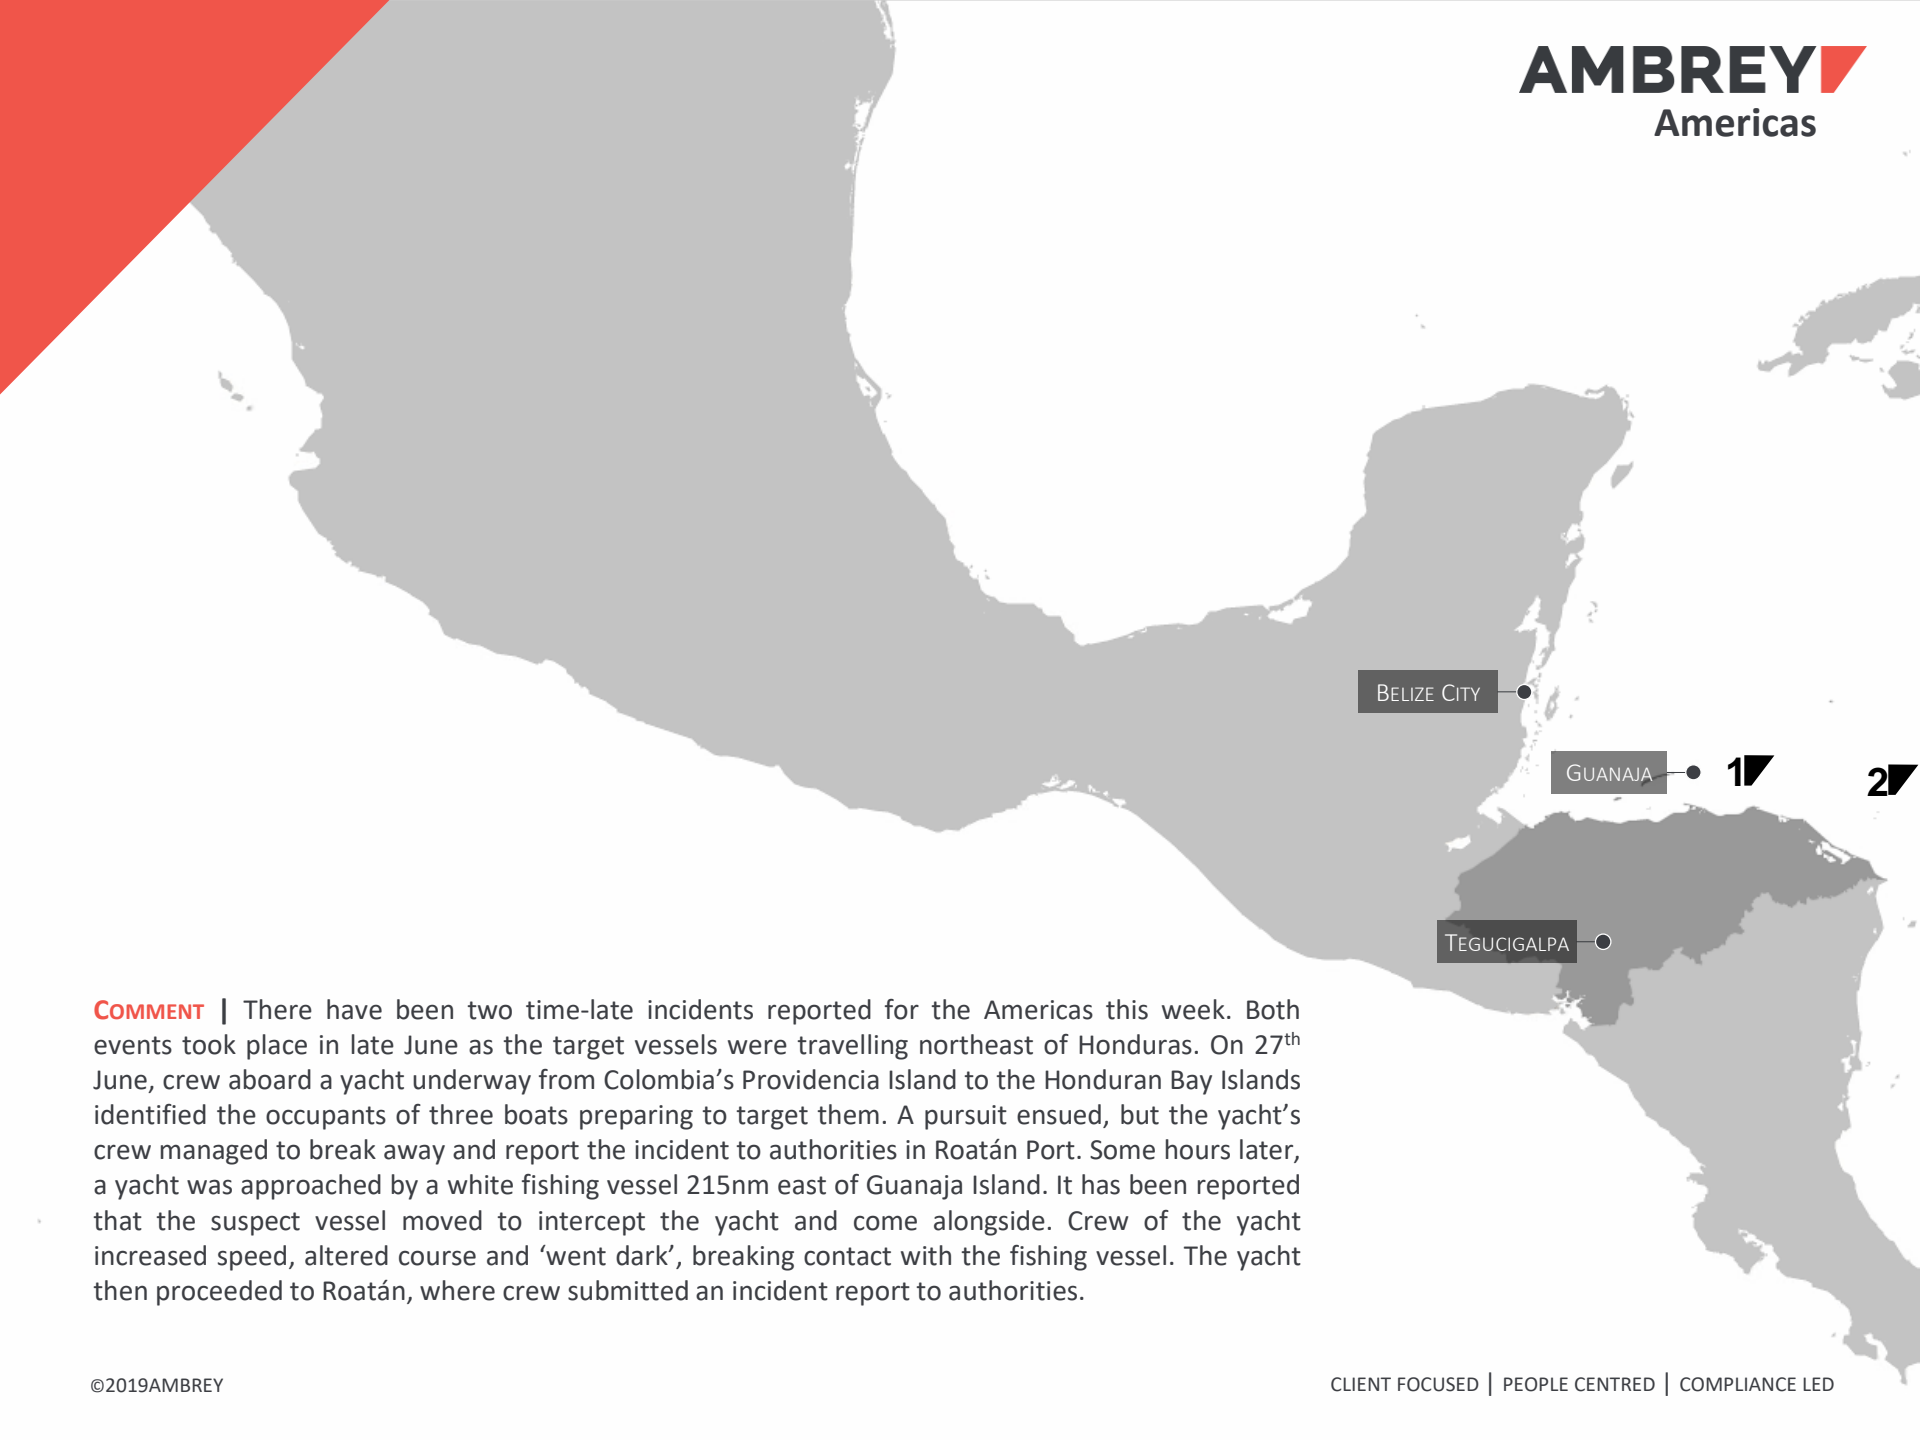 AMBREY
Americas
BELIZE CITY
GUANAJA
1
2
TEGUCIGALPA
COMMENT | There have been two time-late incidents reported for the Americas this week. Both
events took place in late June as the target vessels were travelling northeast of Honduras. On 27th
June, crew aboard a yacht underway from Colombia’s Providencia Island to the Honduran Bay Islands
identified the occupants of three boats preparing to target them. A pursuit ensued, but the yacht’s
crew managed to break away and report the incident to authorities in Roatán Port. Some hours later,
a yacht was approached by a white fishing vessel 215nm east of Guanaja Island. It has been reported
that the suspect vessel moved to intercept the yacht and come alongside. Crew of the yacht
increased speed, altered course and ‘went dark’, breaking contact with the fishing vessel. The yacht
then proceeded to Roatán, where crew submitted an incident report to authorities.
©2019AMBREY
CLIENT FOCUSED | PEOPLE CENTRED | COMPLIANCE LED